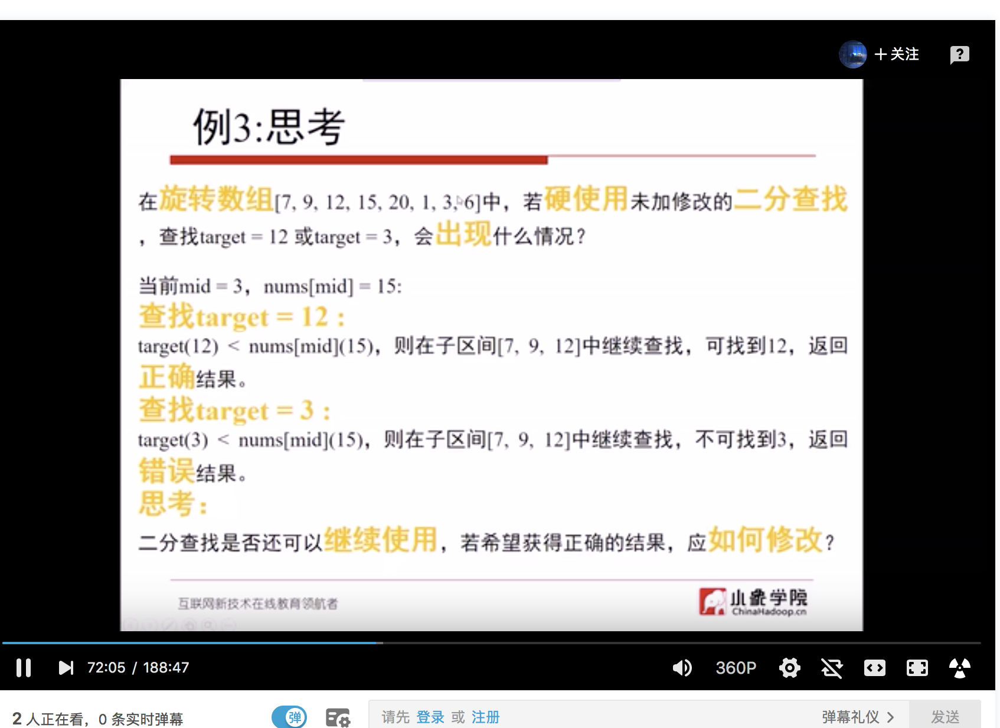 +关注
例3:思考
在旋转数组[7, 9, 12, 15, 20, 1, 3, 6]中，若硬使用未加修改的二分查找
，查找target = 12 或target = 3，会出现什么情况？
当前mid = 3，nums[mid] = 15:
查找target = 12：
target(12) < nums[mid](15)，则在子区间[7, 9, 12]中继续查找，可找到12，返回
正确结果。
查找target = 3：
target(3) < nums[mid](15)，则在子区间[7, 9, 12]中继续查找，不可找到3，返回
错误结果。
思考：
二分查找是否还可以继续使用，若希望获得正确的结果，应如何修改？
互联网新技术在线教育领航者
小象学院
ChinaHadoop.cn
72:05 / 188:47
360P
2 人正在看，0 条实时弹幕
弹
请先 登录 或 注册
弹幕礼仪 >
发送